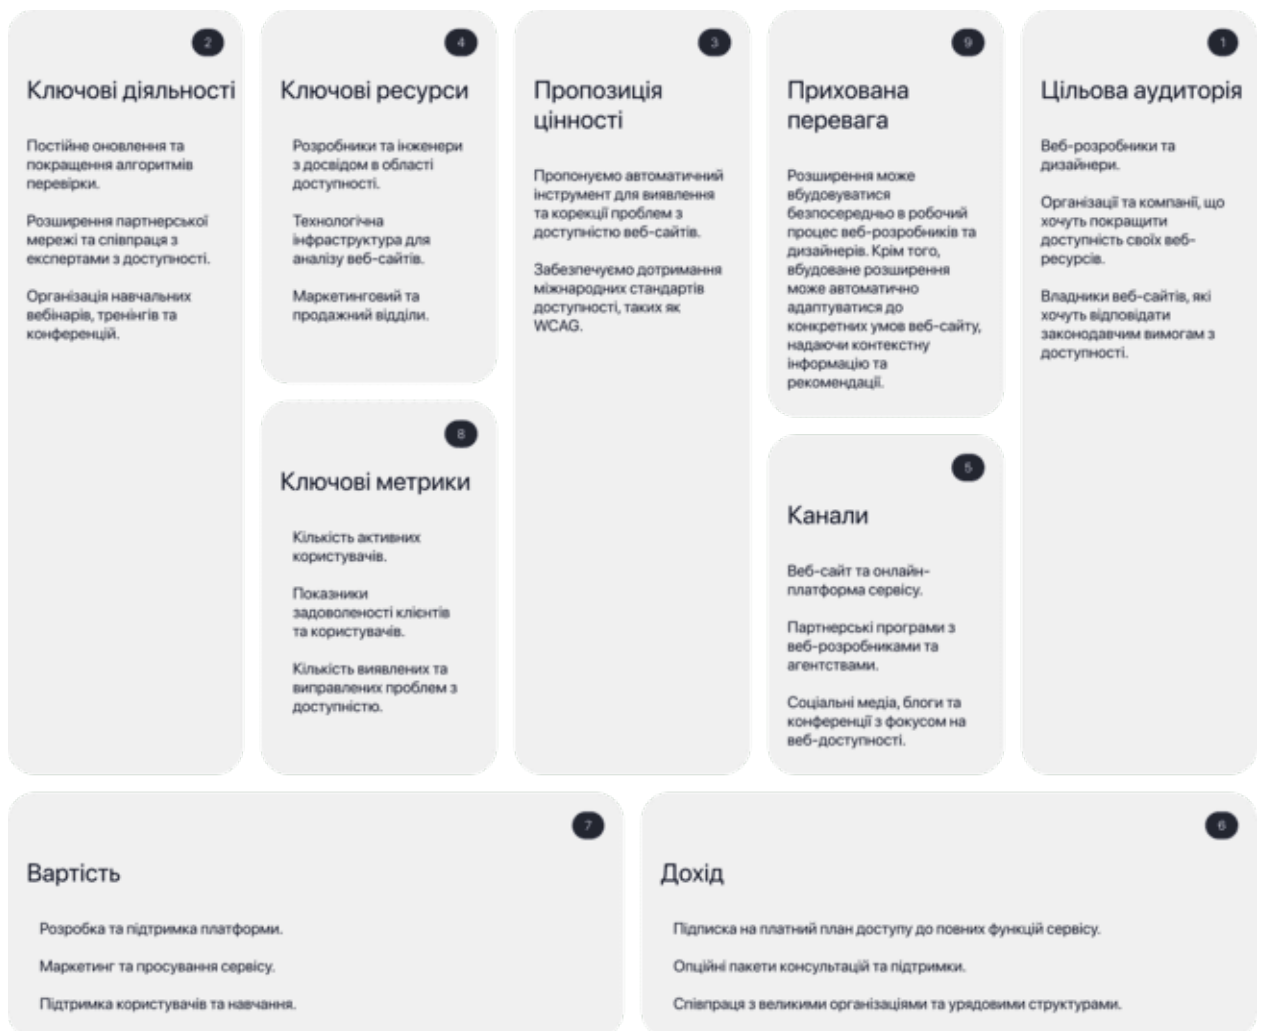 2
Ключові діяльності
Постійне оновлення та
покращення алгоритмів
перевірки.
Розширення партнерської
мережі та співпраця з
експертами з доступності.
Організація навчальних
вебінарів, тренінгів та
конференцій.
4
Ключові ресурси
Розробники та інженери
з досвідом в області
доступності.
Технологічна
інфраструктура для
аналізу веб-сайтів.
Маркетинговий та
продажний відділи.
8
Ключові метрики
Кількість активних
користувачів.
Показники
задоволеності клієнтів
та користувачів.
Кількість виявлених та
виправлених проблем з
доступністю.
3
Пропозиція
цінності
Пропонуємо автоматичний
інструмент для виявлення
та корекції проблем з
доступністю веб-сайтів.
Забезпечуємо дотримання
міжнародних стандартів
доступності, таких як
WCAG.
9
Прихована
перевага
Розширення може
вбудовуватися
безпосередньо в робочий
процес веб-розробників та
дизайнерів. Крім того,
вбудоване розширення
може автоматично
адаптуватися до
конкретних умов веб-сайту,
надаючи контекстну
інформацію та
рекомендації.
5
Канали
Веб-сайт та онлайн-
платформа сервісу.
Партнерські програми з
веб-розробниками та
агентствами.
Соціальні медіа, блоги та
конференції з фокусом на
веб-доступності.
1
Цільова аудиторія
Веб-розробники та
дизайнери.
Організації та компанії, що
хочуть покращити
доступність своїх веб-
ресурсів.
Владники веб-сайтів, які
хочуть відповідати
законодавчим вимогам з
доступності.
7
Вартість
Розробка та підтримка платформи.
Маркетинг та просування сервісу.
Підтримка користувачів та навчання.
6
Дохід
Підписка на платний план доступу до повних функцій сервісу.
Опційні пакети консультацій та підтримки.
Співпраця з великими організаціями та урядовими структурами.